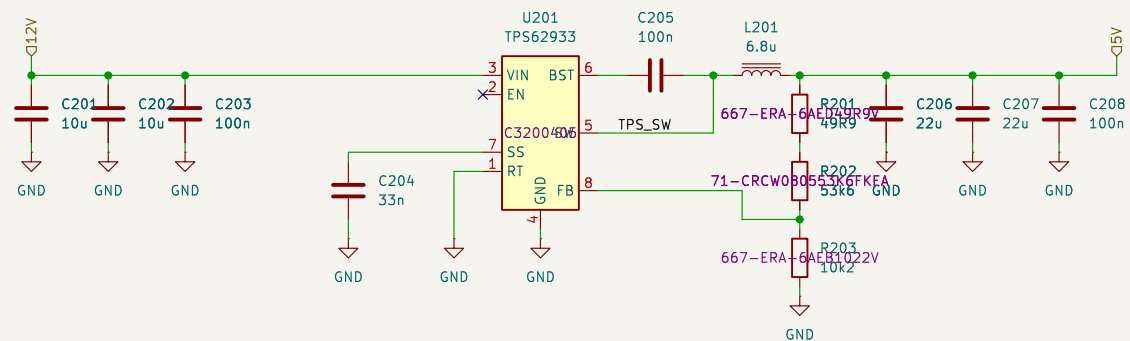 12V
U201
TPS62933
C205
100n
L201
6.8u
5V
3
VIN
BST
6
2
EN
C201
10u
C202
10u
C203
100n
R201
49R9
667-ERA-6AED49R9V
C206
22u
C207
22u
C208
100n
TPS_SW
5
SW
7
SS
1
RT
GND
GND
GND
C204
33n
GND
4
FB
8
R202
53k6
71-CRCW080553K6FKEA
GND
GND
GND
R203
10k2
667-ERA-6AEB1022V
GND
GND
GND
GND